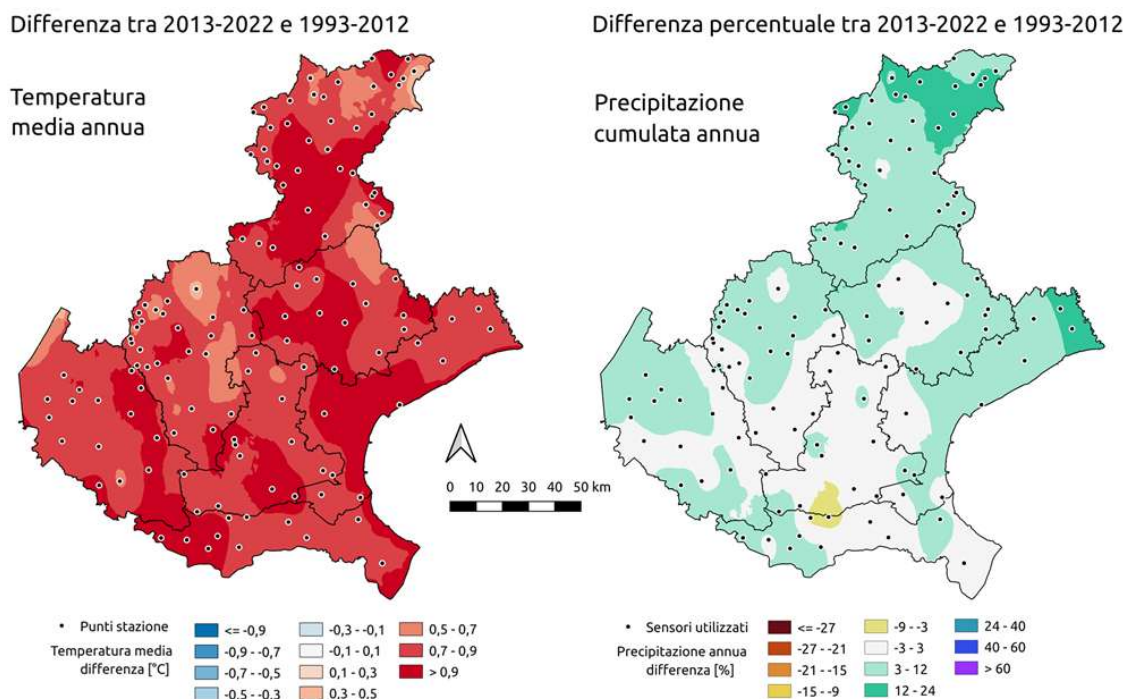 Differenza tra 2013-2022 e 1993-2012
Temperatura
media annua
Differenza percentuale tra 2013-2022 e 1993-2012
Precipitazione
cumulata annua
0 10 20 30 40 50 km
Punti stazione
Temperatura media
differenza [°C]
<= -0,9
-0,9 - -0,7
-0,7 - -0,5
-0,5 - -0,3
-0,3 - -0,1
-0,1 - 0,1
0,1 - 0,3
0,3 - 0,5
0,5 - 0,7
0,7 - 0,9
> 0,9
Sensori utilizzati
Precipitazione annua
differenza [%]
<= -27
-27 - -21
-21 - -15
-15 - -9
-9 - -3
-3 - 3
3 - 12
12 - 24
24 - 40
40 - 60
> 60